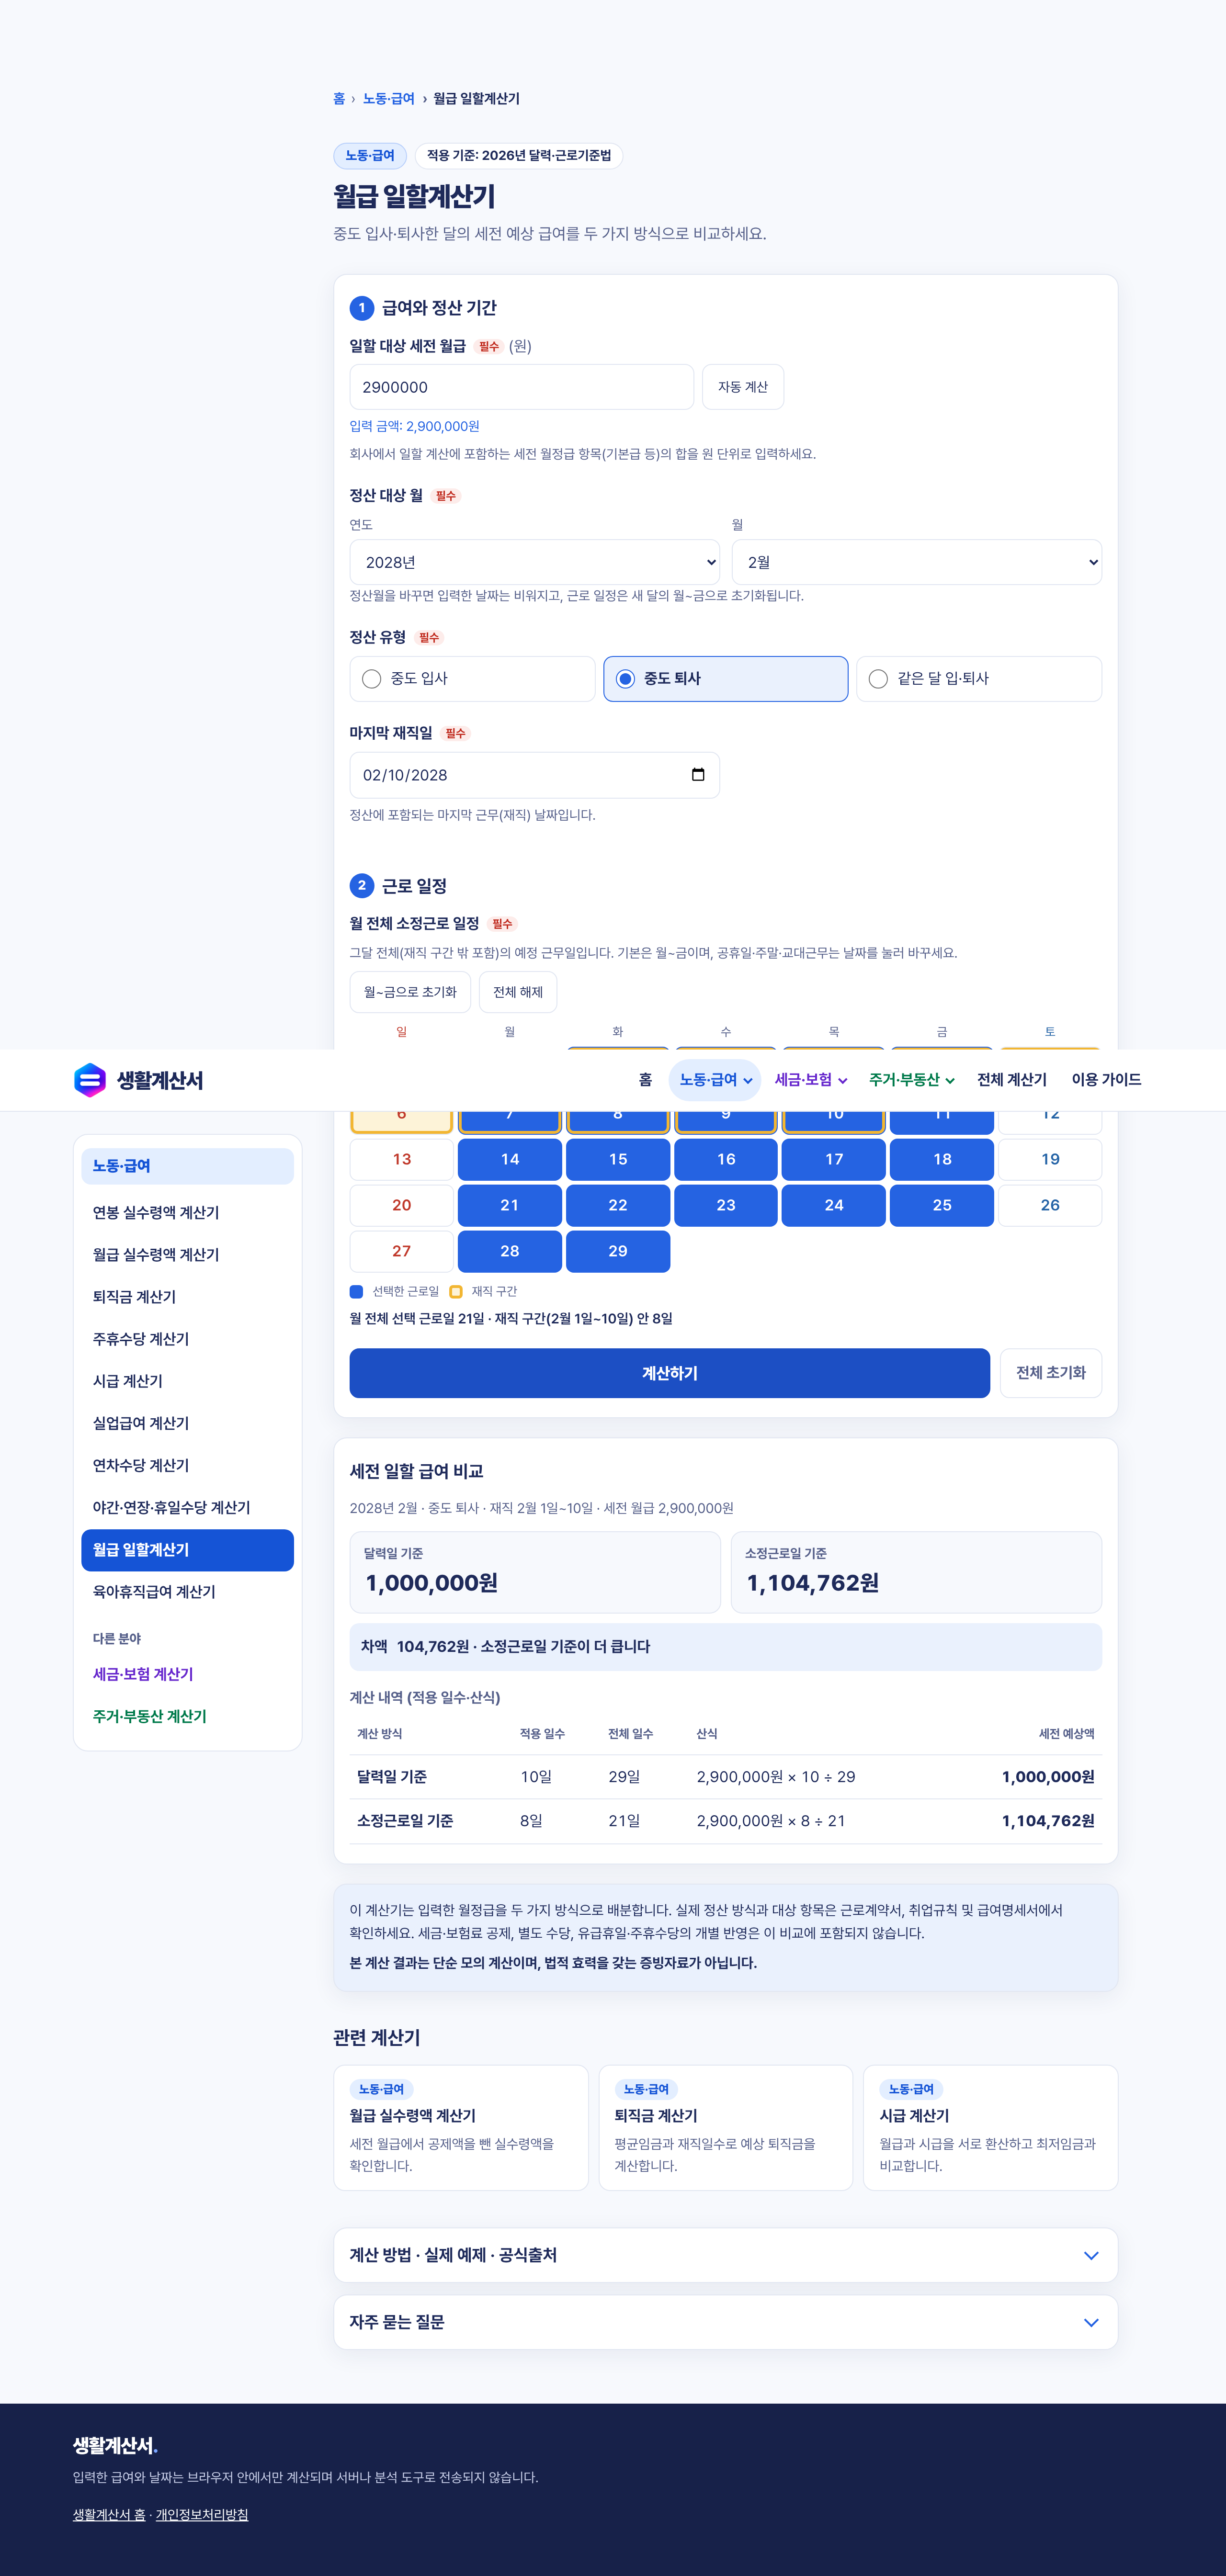 홈 › 노동·급여 › 월급 일할계산기
노동·급여 적용 기준: 2026년 달력·근로기준법
월급 일할계산기
중도 입사·퇴사한 달의 세전 예상 급여를 두 가지 방식으로 비교하세요.
1 급여와 정산 기간
일할 대상 세전 월급 필수 (원)
2900000 자동 계산
입력 금액: 2,900,000원
회사에서 일할 계산에 포함하는 세전 월정급 항목(기본급 등)의 합을 원 단위로 입력하세요.
정산 대상 월 필수
연도 월
2028년 2월
정산월을 바꾸면 입력한 날짜는 비워지고, 근로 일정은 새 달의 월~금으로 초기화됩니다.
정산 유형 필수
중도 입사 중도 퇴사 같은 달 입·퇴사
마지막 재직일 필수
02/10/2028
정산에 포함되는 마지막 근무(재직) 날짜입니다.
2 근로 일정
월 전체 소정근로 일정 필수
그달 전체(재직 구간 밖 포함)의 예정 근무일입니다. 기본은 월~금이며, 공휴일·주말·교대근무는 날짜를 눌러 바꾸세요.
월~금으로 초기화 전체 해제
일 월 화 수 목 금 토
생활계산서 홈 노동·급여 세금·보험 주거·부동산 전체 계산기 이용 가이드
6 7 8 9 10 11 12
13 14 15 16 17 18 19
20 21 22 23 24 25 26
27 28 29
선택한 근로일 재직 구간
월 전체 선택 근로일 21일 · 재직 구간(2월 1일~10일) 안 8일
계산하기 전체 초기화
노동·급여
연봉 실수령액 계산기
월급 실수령액 계산기
퇴직금 계산기
주휴수당 계산기
시급 계산기
실업급여 계산기
연차수당 계산기
야간·연장·휴일수당 계산기
월급 일할계산기
육아휴직급여 계산기
다른 분야
세금·보험 계산기
주거·부동산 계산기
세전 일할 급여 비교
2028년 2월 · 중도 퇴사 · 재직 2월 1일~10일 · 세전 월급 2,900,000원
달력일 기준 소정근로일 기준
1,000,000원 1,104,762원
차액 104,762원 · 소정근로일 기준이 더 큽니다
계산 내역 (적용 일수·산식)
계산 방식 적용 일수 전체 일수 산식 세전 예상액
달력일 기준 10일 29일 2,900,000원 × 10 ÷ 29 1,000,000원
소정근로일 기준 8일 21일 2,900,000원 × 8 ÷ 21 1,104,762원
이 계산기는 입력한 월정급을 두 가지 방식으로 배분합니다. 실제 정산 방식과 대상 항목은 근로계약서, 취업규칙 및 급여명세서에서
확인하세요. 세금·보험료 공제, 별도 수당, 유급휴일·주휴수당의 개별 반영은 이 비교에 포함되지 않습니다.
본 계산 결과는 단순 모의 계산이며, 법적 효력을 갖는 증빙자료가 아닙니다.
관련 계산기
노동·급여 노동·급여 노동·급여
월급 실수령액 계산기 퇴직금 계산기 시급 계산기
세전 월급에서 공제액을 뺀 실수령액을 평균임금과 재직일수로 예상 퇴직금을 월급과 시급을 서로 환산하고 최저임금과
확인합니다. 계산합니다. 비교합니다.
계산 방법 · 실제 예제 · 공식출처
자주 묻는 질문
생활계산서.
입력한 급여와 날짜는 브라우저 안에서만 계산되며 서버나 분석 도구로 전송되지 않습니다.
생활계산서 홈 · 개인정보처리방침